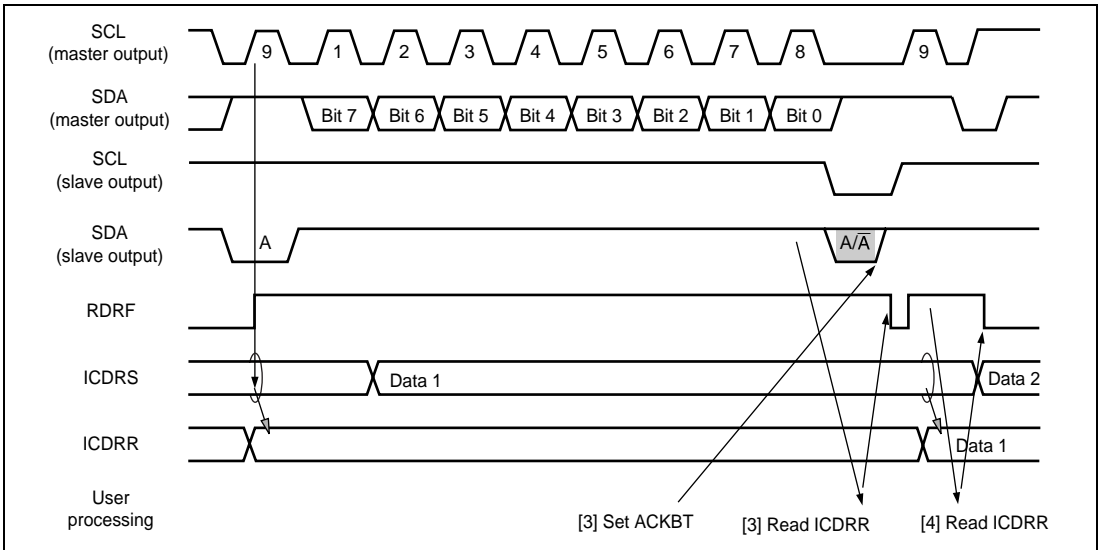 SCL
(master output)
9 1 2 3 4 5 6 7 8 9
SDA
(master output)
Bit 7 Bit 6 Bit 5 Bit 4 Bit 3 Bit 2 Bit 1 Bit 0
SCL
(slave output)
SDA
(slave output)
A A/A̅
RDRF
ICDRS
Data 1 Data 2
ICDRR
Data 1
User
processing
[3] Set ACKBT [3] Read ICDRR [4] Read ICDRR